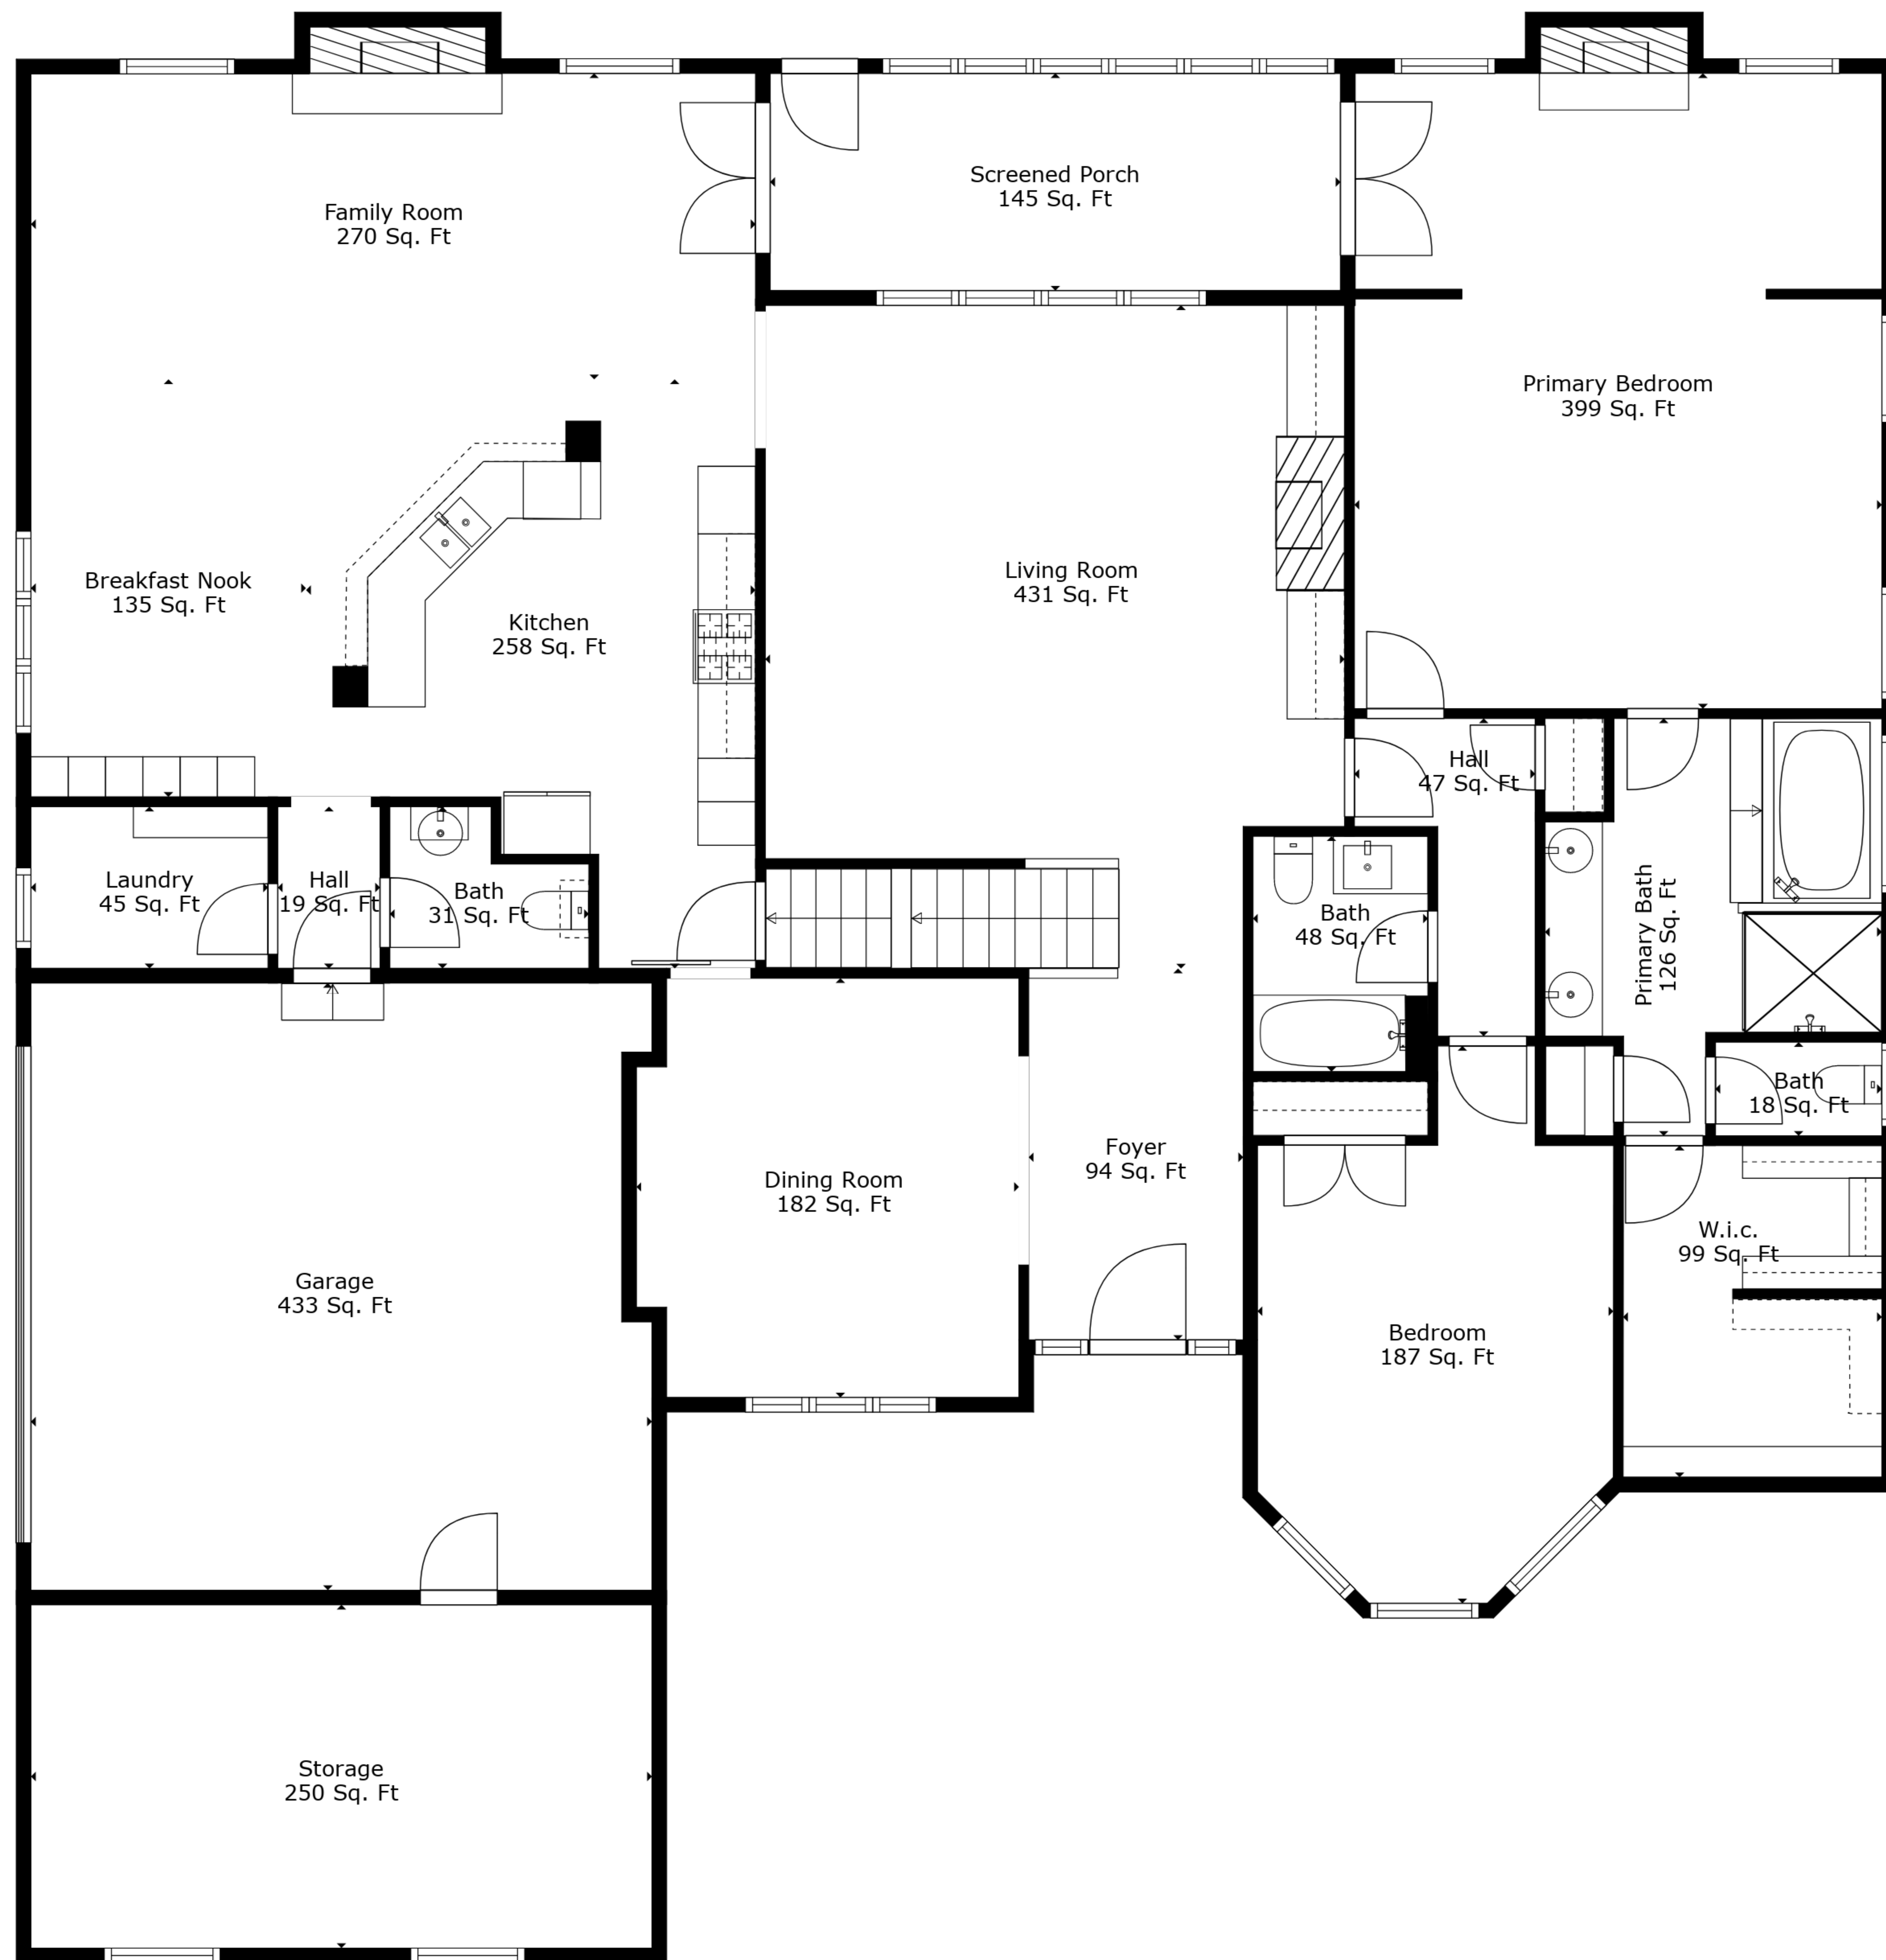 Screened Porch
145 Sq. Ft
Family Room
270 Sq. Ft
Primary Bedroom
399 Sq. Ft
Breakfast Nook
135 Sq. Ft
Living Room
431 Sq. Ft
Kitchen
258 Sq. Ft
Hall
47 Sq. Ft
Laundry
45 Sq. Ft
Hall
19 Sq. Ft
Bath
31 Sq. Ft
Bath
48 Sq. Ft
Primary Bath
126 Sq. Ft
Bath
18 Sq. Ft
Foyer
94 Sq. Ft
Dining Room
182 Sq. Ft
W.i.c.
99 Sq. Ft
Garage
433 Sq. Ft
Bedroom
187 Sq. Ft
Storage
250 Sq. Ft